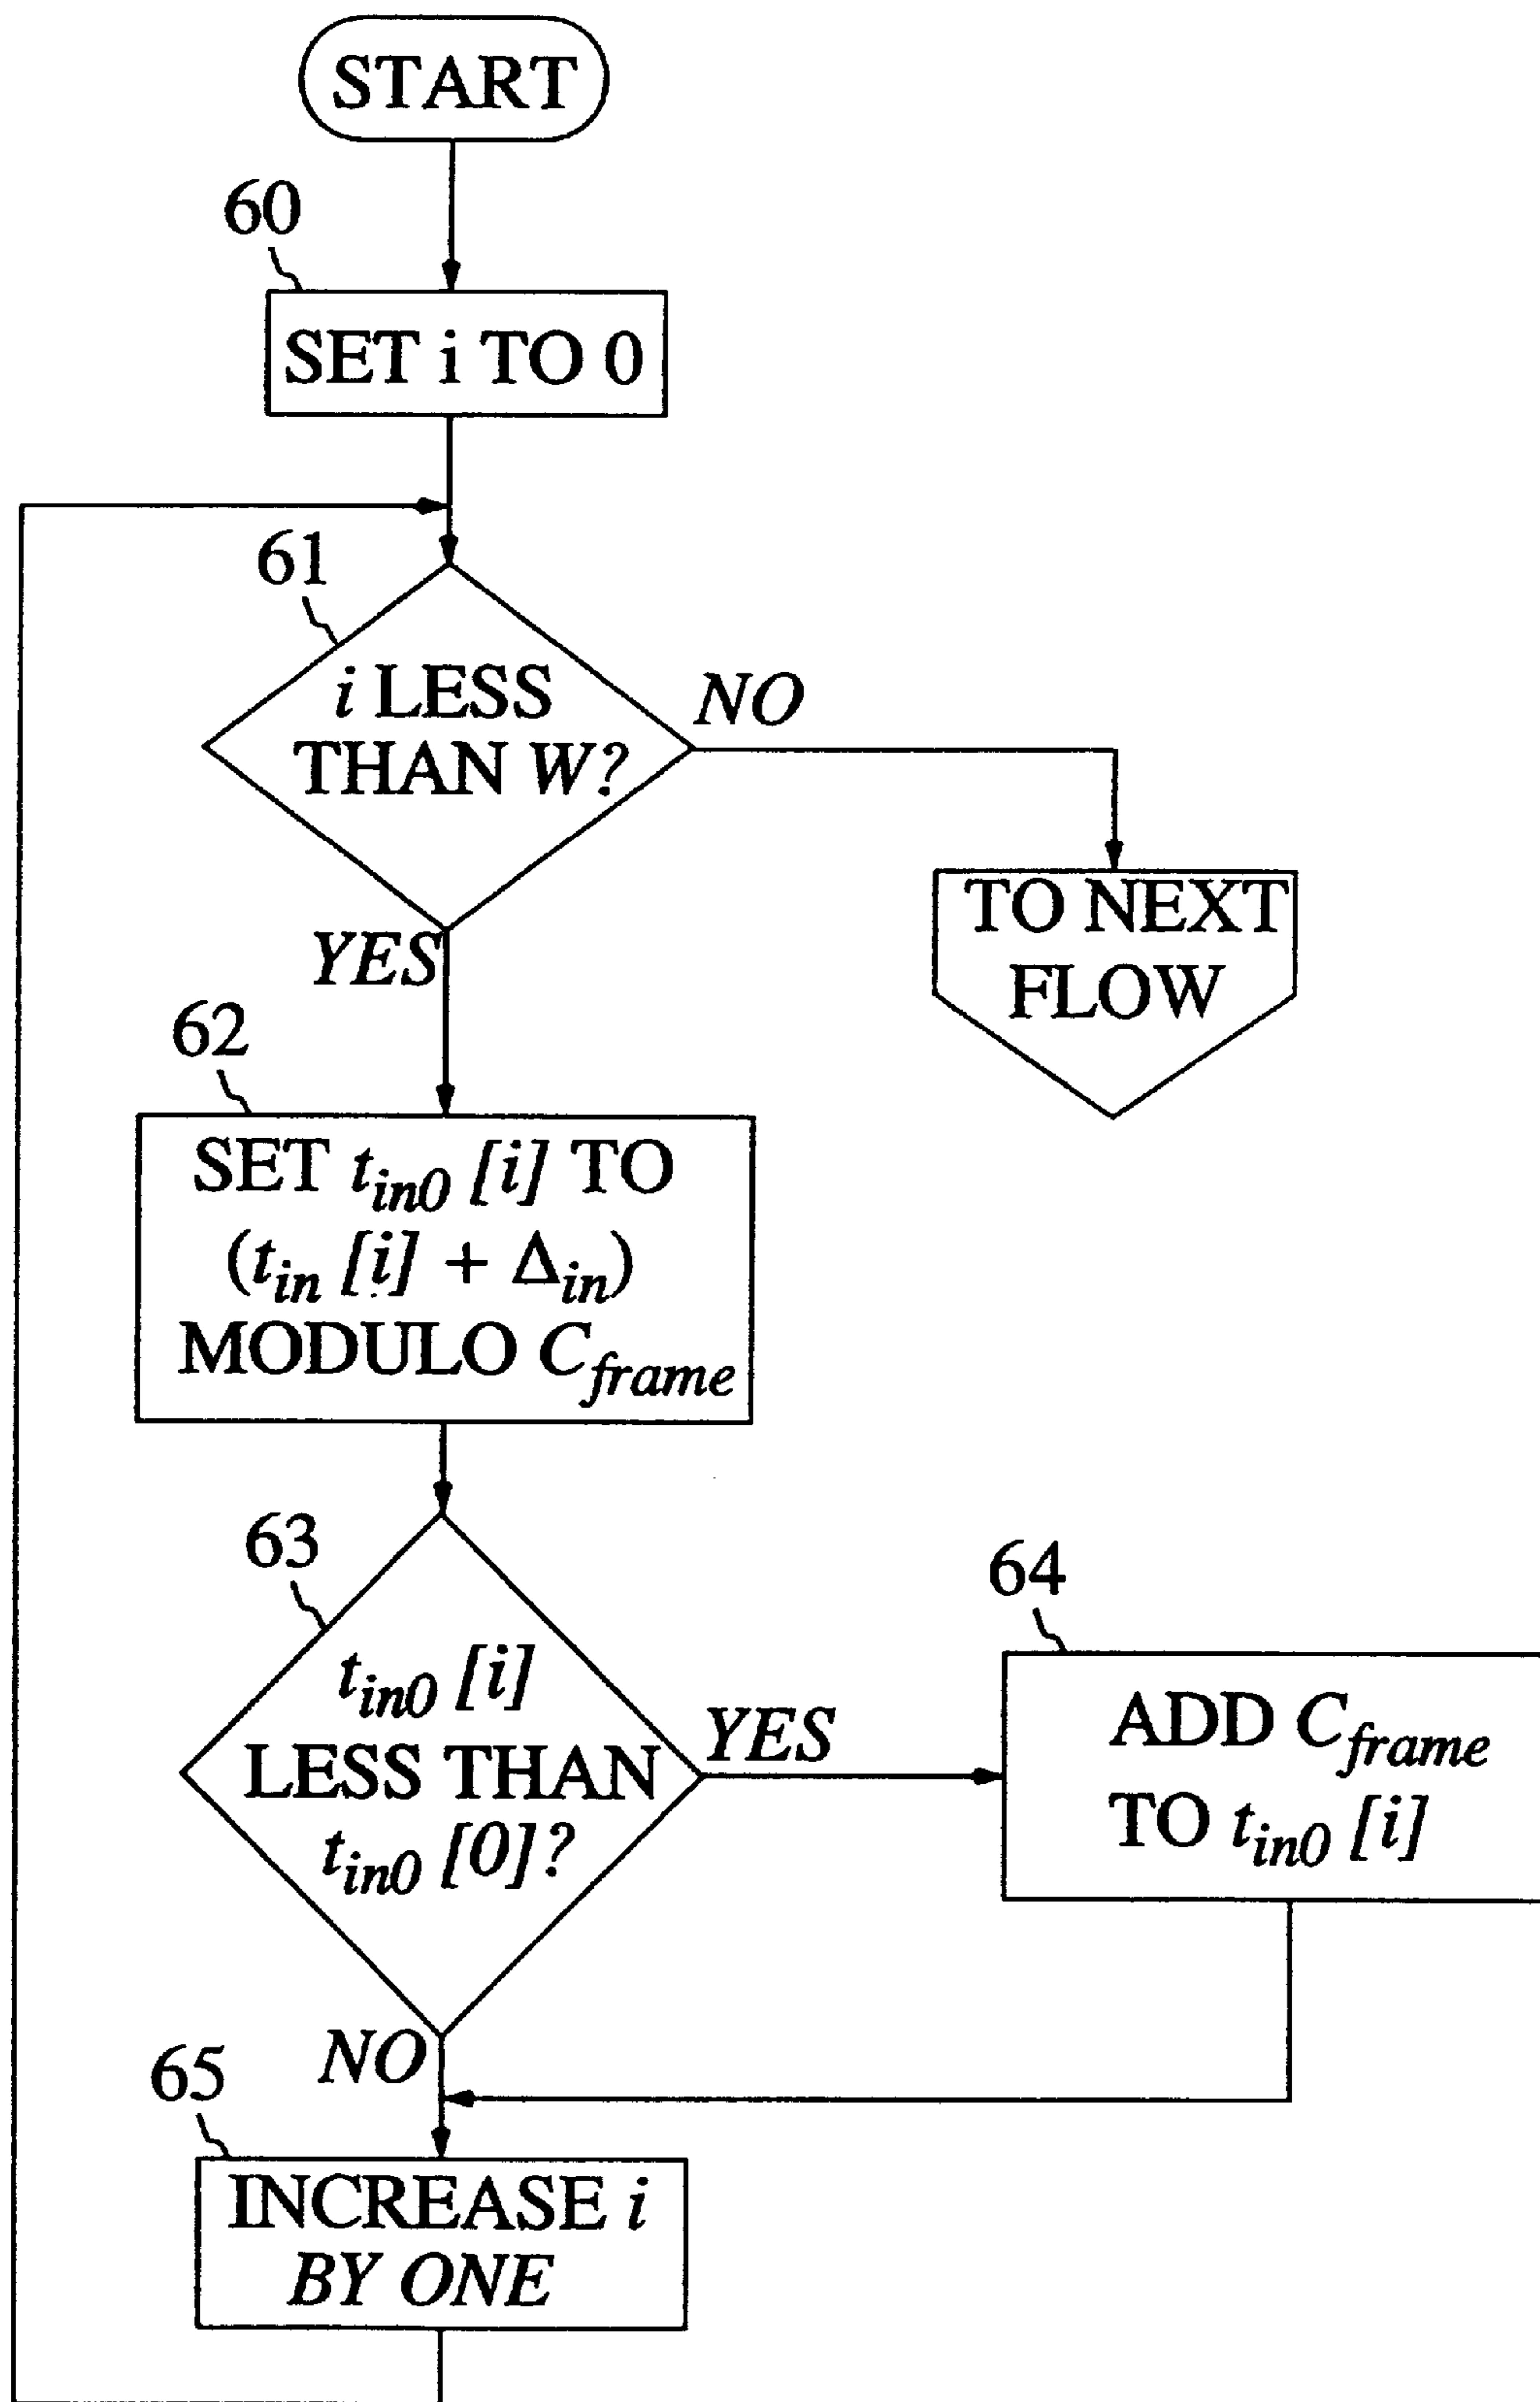 START
60
SET i TO 0
61
i LESS
THAN W?
NO
YES
TO NEXT
FLOW
62
SET t_in0 [i] TO
(t_in [i] + Δ_in)
MODULO C_frame
63
t_in0 [i]
LESS THAN
t_in0 [0]?
YES
64
ADD C_frame
TO t_in0 [i]
NO
65
INCREASE i
BY ONE